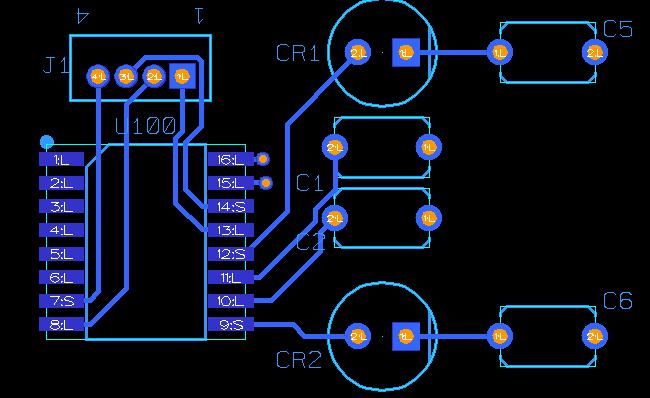 4 1
J1
4:L 3:L 2:L 1:L
U100
1:L 16:L
2:L 15:L
3:L 14:S
4:L 13:L
5:L 12:S
6:L 11:L
7:S 10:L
8:L 9:S
CR1
2:L 1:L
1:L 2:L
C5
C1
2:L 1:L
C2
2:L 1:L
CR2
2:L 1:L
1:L 2:L
C6